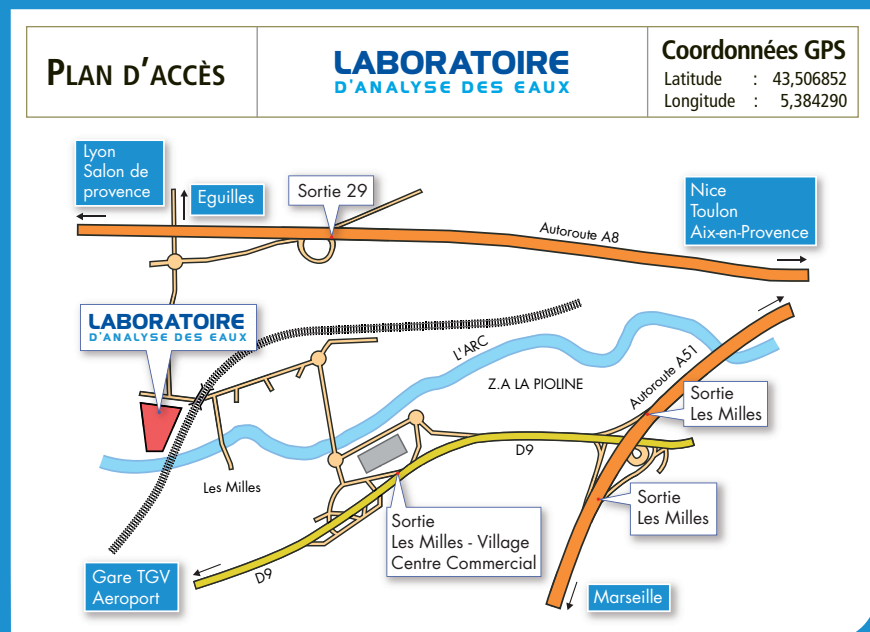 PLAN D'ACCÈS
LABORATOIRE
D'ANALYSE DES EAUX
Coordonnées GPS
Latitude : 43,506852
Longitude : 5,384290
Lyon
Salon de
provence
Eguilles
Sortie 29
Autoroute A8
Nice
Toulon
Aix-en-Provence
LABORATOIRE
D'ANALYSE DES EAUX
L'ARC
Z.A LA PIOLINE
Autoroute A51
Sortie
Les Milles
D9
Les Milles
Sortie
Les Milles - Village
Centre Commercial
Sortie
Les Milles
D9
Gare TGV
Aeroport
Marseille